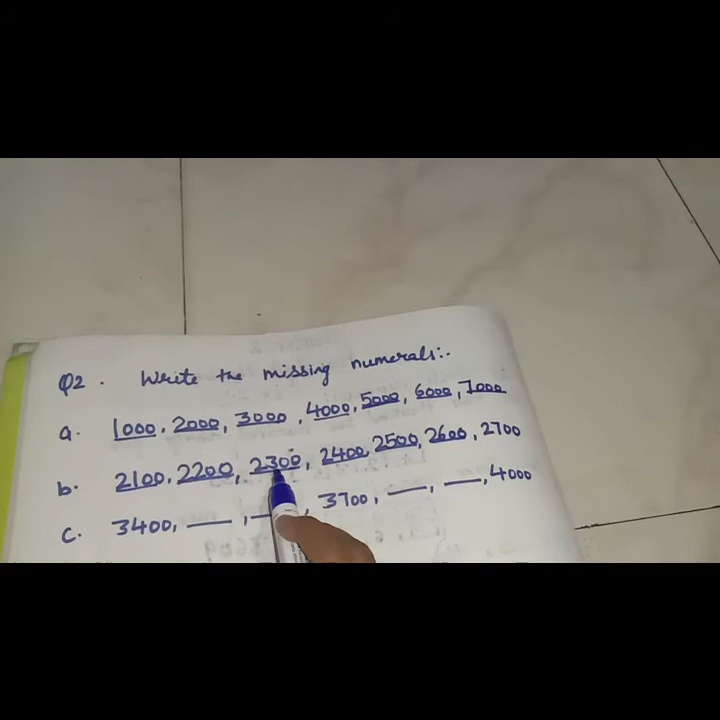 Q2. Write the missing numerals:-
a. 1000, 2000, 3000, 4000, 5000, 6000, 7000
b. 2100, 2200, 2300, 2400, 2500, 2600, 2700
c. 3400, ___, ___, 3700, ___, ___, 4000